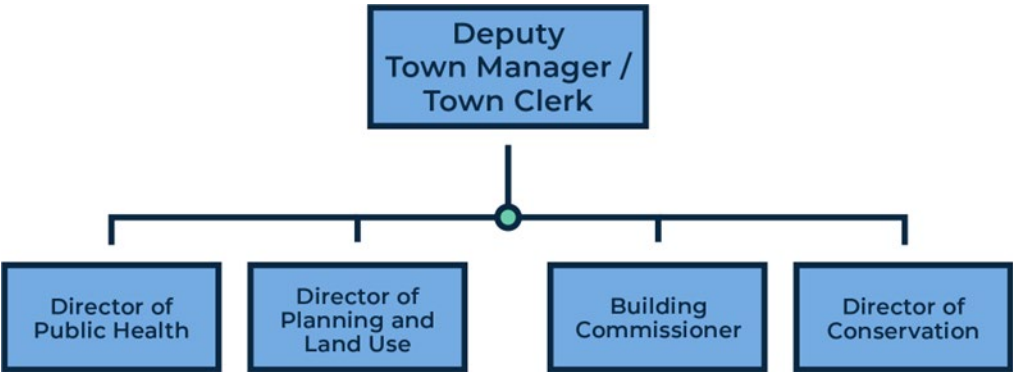 Deputy
Town Manager /
Town Clerk
Director of
Public Health
Director of
Planning and
Land Use
Building
Commissioner
Director of
Conservation